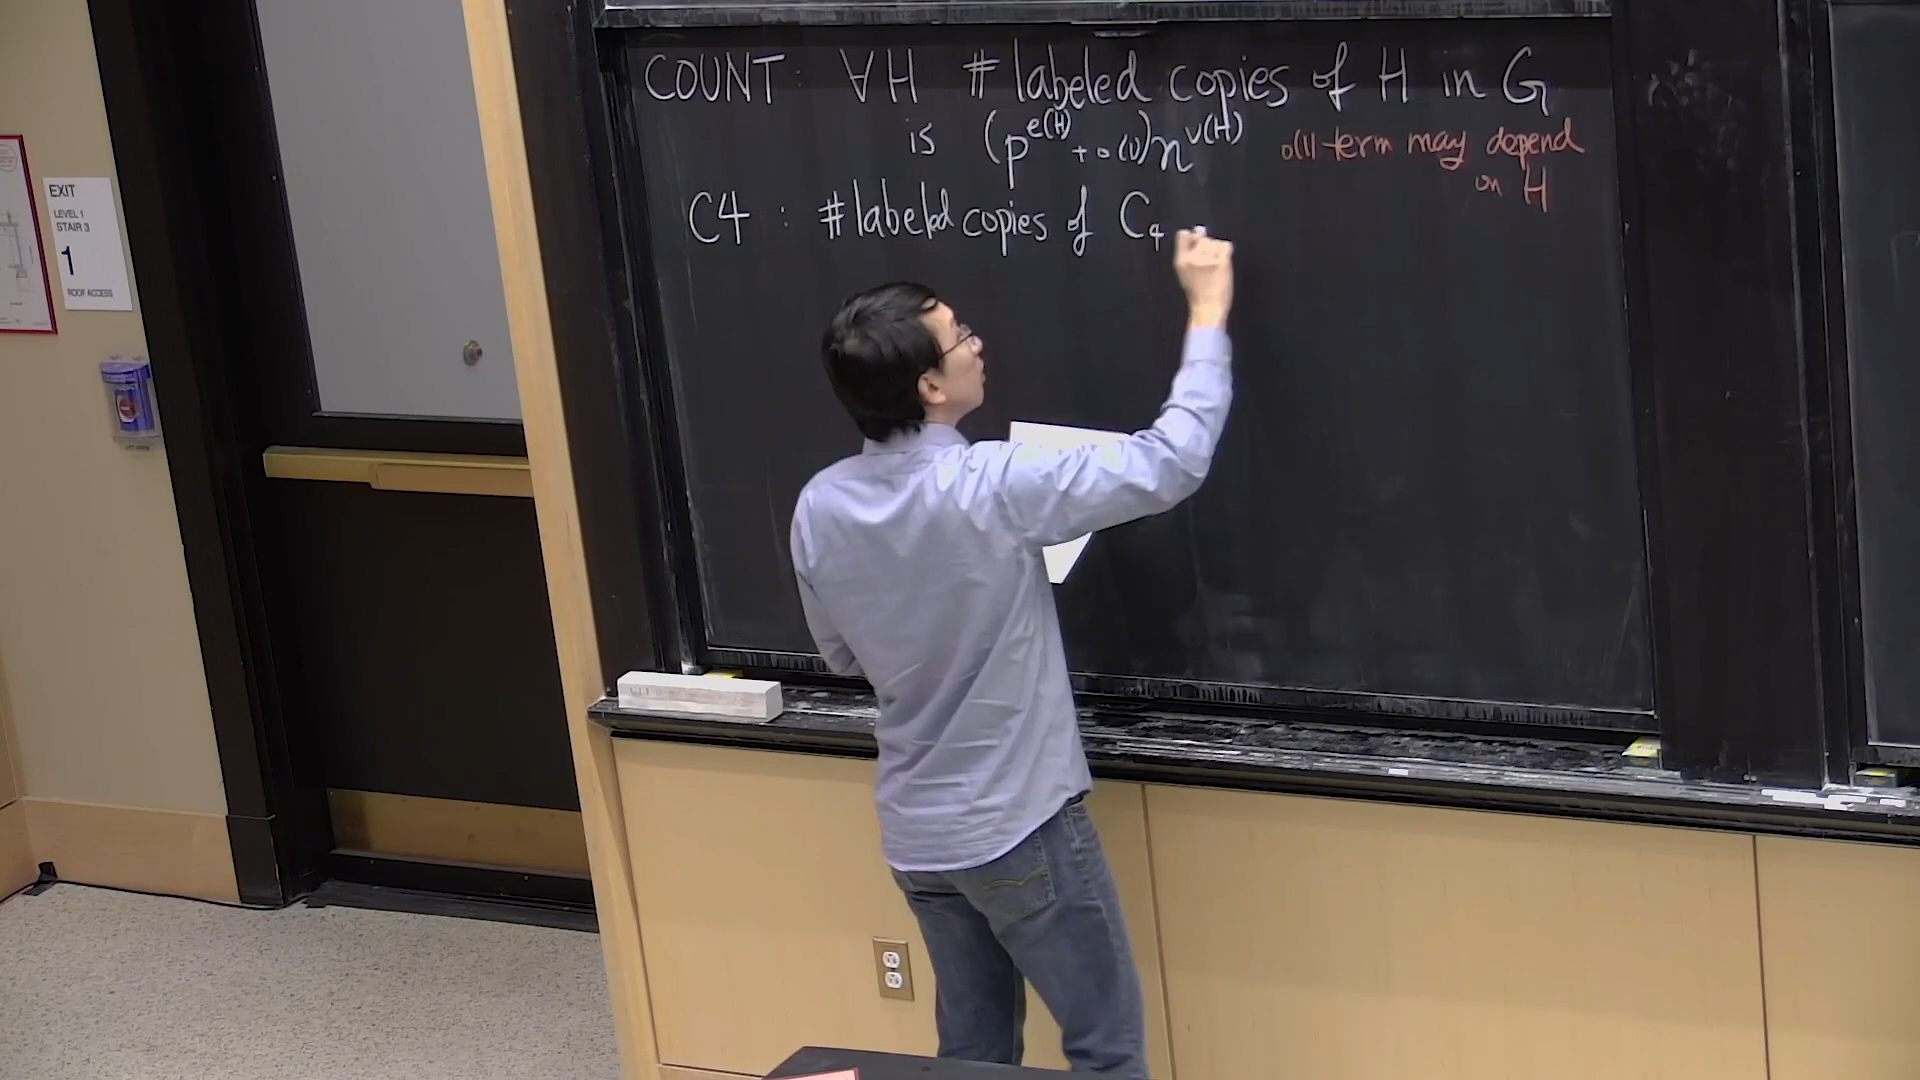 COUNT: ∀H # labeled copies of H in G
is (p^{e(H)} + o(1)) n^{v(H)}
o(1) term may depend
on H
C4 : # labeled copies of C₄
EXIT
LEVEL 1
STAIR 3
1
ROOF ACCESS